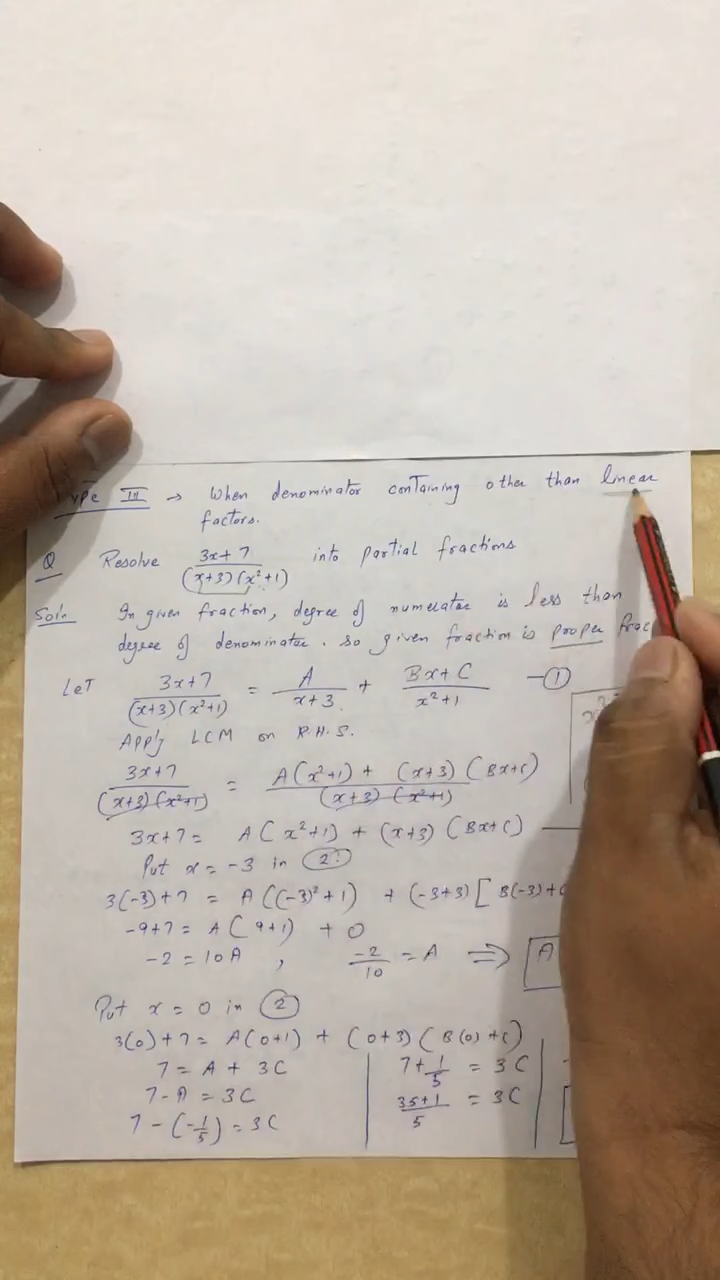 Type III → When denominator containing other than linear
factors.
Q Resolve 3x+7/(x+3)(x²+1) into partial fractions
Soln In given fraction, degree of numerator is less than
degree of denominator. So given fraction is proper frac
Let 3x+7/(x+3)(x²+1) = A/x+3 + Bx+C/x²+1 —①
Apply LCM on R.H.S.
3x+7/(x+3)(x²+1) = A(x²+1) + (x+3)(Bx+C)/(x+3)(x²+1)
3x+7 = A(x²+1) + (x+3)(Bx+C) —
Put x = -3 in ②:
3(-3)+7 = A((-3)²+1) + (-3+3)[B(-3)+C
-9+7 = A(9+1) + 0
-2 = 10A , -2/10 = A ⇒ A
Put x = 0 in ②
3(0)+7 = A(0+1) + (0+3)(B(0)+C)
7 = A + 3C
7-A = 3C
7-(-1/5) = 3C
7+1/5 = 3C
35+1/5 = 3C